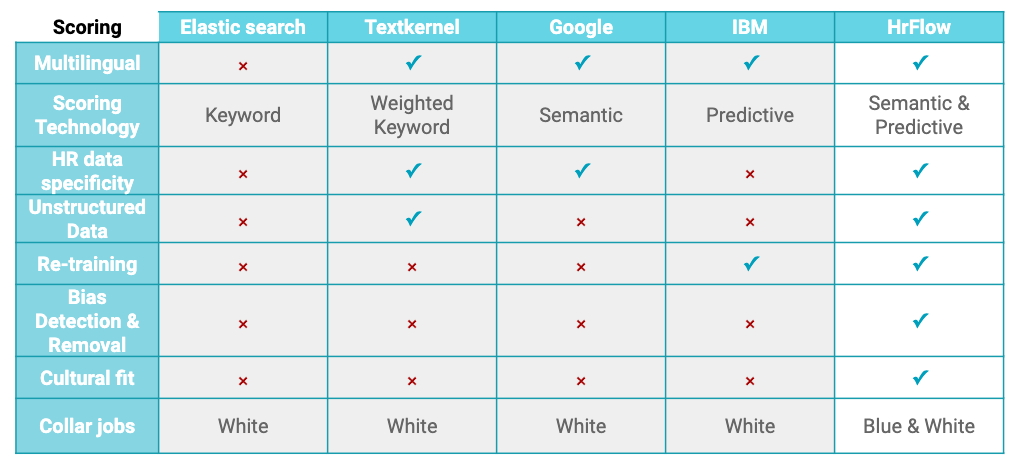 Scoring Elastic search Textkernel Google IBM HrFlow
Multilingual × ✓ ✓ ✓ ✓
Scoring
Technology
Keyword
Weighted
Keyword
Semantic
Predictive
Semantic &
Predictive
HR data
specificity
× ✓ ✓ × ✓
Unstructured
Data
× ✓ × × ✓
Re-training × × × ✓ ✓
Bias
Detection &
Removal
× × × × ✓
Cultural fit × × × × ✓
Collar jobs White White White White Blue & White